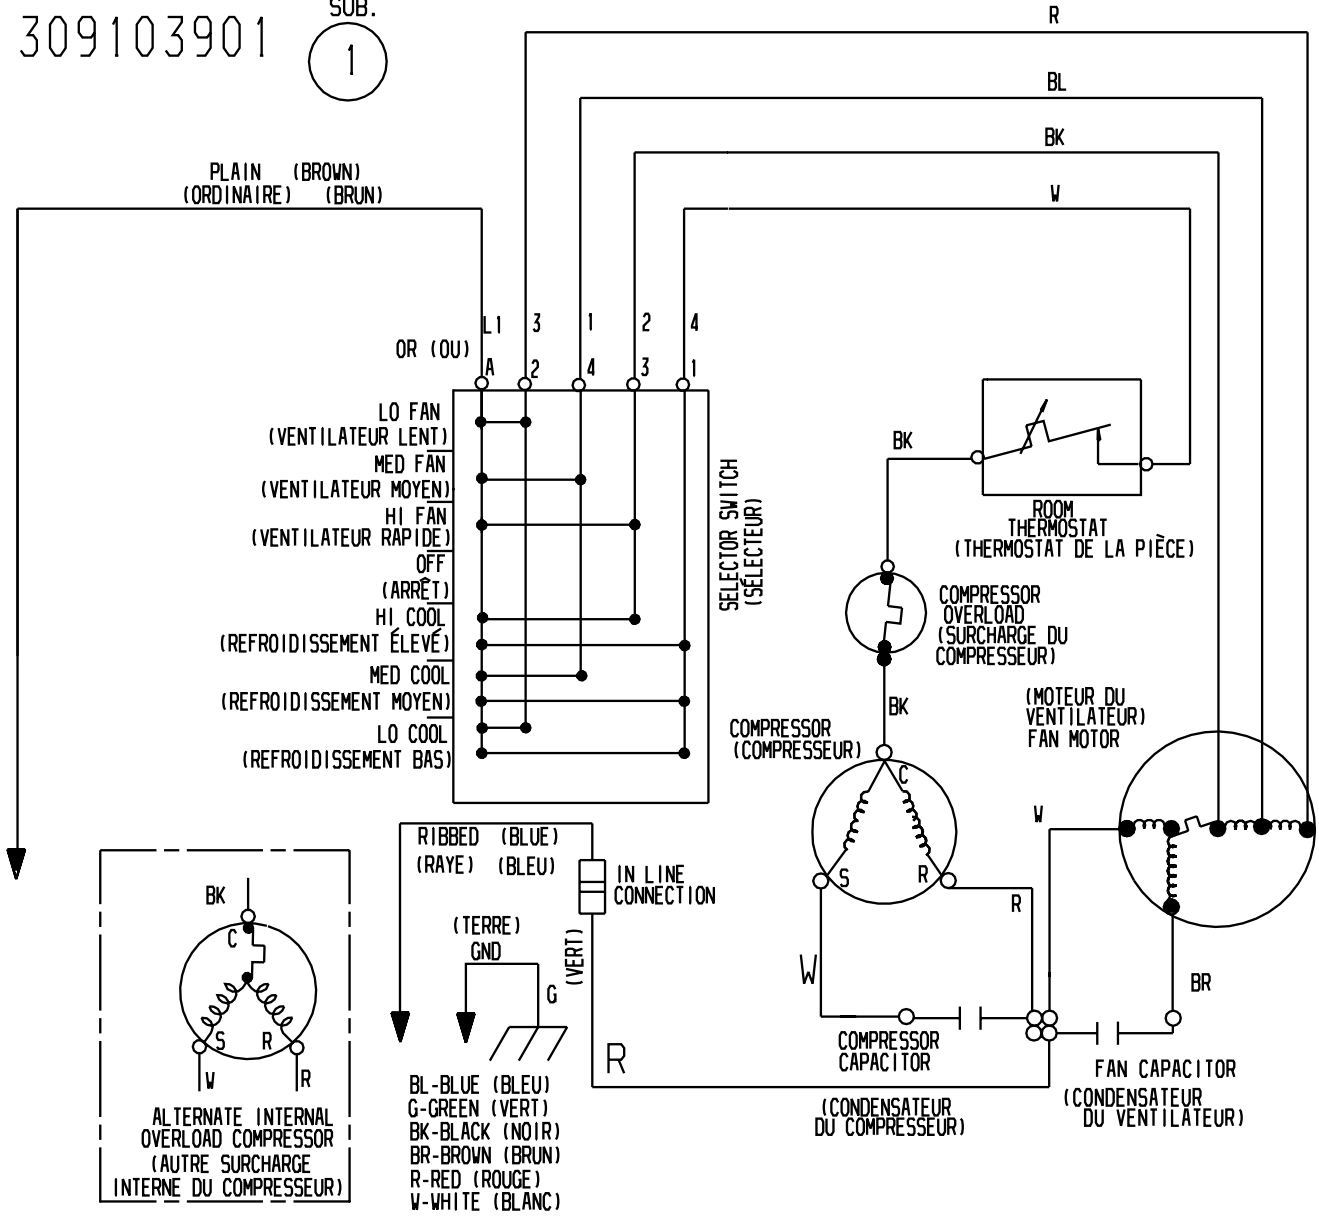 SUB.
309103901
1
R
BL
BK
W
PLAIN (BROWN)
(ORDINAIRE) (BRUN)
L1 3 1 2 4
OR (OU)
A 2 4 3 1
LO FAN
(VENTILATEUR LENT)
MED FAN
(VENTILATEUR MOYEN)
HI FAN
(VENTILATEUR RAPIDE)
OFF
(ARRÊT)
HI COOL
(REFROIDISSEMENT ÉLEVÉ)
MED COOL
(REFROIDISSEMENT MOYEN)
LO COOL
(REFROIDISSEMENT BAS)
SELECTOR SWITCH
(SÉLECTEUR)
BK
ROOM
THERMOSTAT
(THERMOSTAT DE LA PIÈCE)
COMPRESSOR
OVERLOAD
(SURCHARGE DU
COMPRESSEUR)
BK
COMPRESSOR
(COMPRESSEUR)
C
S
R
(MOTEUR DU
VENTILATEUR)
FAN MOTOR
W
R
W
BR
COMPRESSOR
CAPACITOR
(CONDENSATEUR
DU COMPRESSEUR)
FAN CAPACITOR
(CONDENSATEUR
DU VENTILATEUR)
RIBBED (BLUE)
(RAYE) (BLEU)
IN LINE
CONNECTION
(TERRE)
GND
(VERT)
G
R
BK
C
S
R
W
R
ALTERNATE INTERNAL
OVERLOAD COMPRESSOR
(AUTRE SURCHARGE
INTERNE DU COMPRESSEUR)
BL-BLUE (BLEU)
G-GREEN (VERT)
BK-BLACK (NOIR)
BR-BROWN (BRUN)
R-RED (ROUGE)
W-WHITE (BLANC)